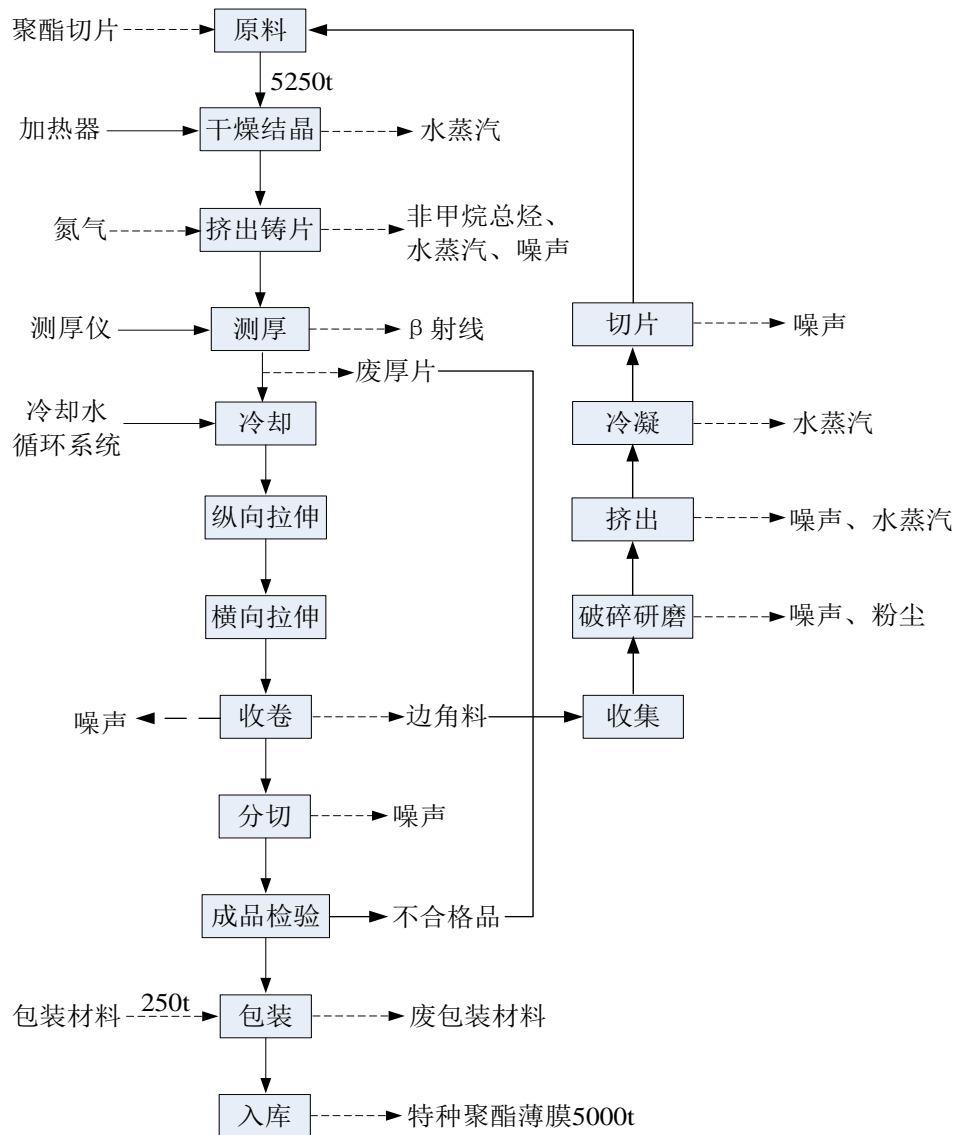 聚酯切片
原料
5250t
加热器
干燥结晶
水蒸汽
氮气
挤出铸片
非甲烷总烃、
水蒸汽、噪声
测厚仪
测厚
β射线
切片
噪声
废厚片
冷却水
循环系统
冷却
冷凝
水蒸汽
纵向拉伸
挤出
噪声、水蒸汽
横向拉伸
破碎研磨
噪声、粉尘
噪声
收卷
边角料
收集
分切
噪声
成品检验
不合格品
包装材料
250t
包装
废包装材料
入库
特种聚酯薄膜5000t